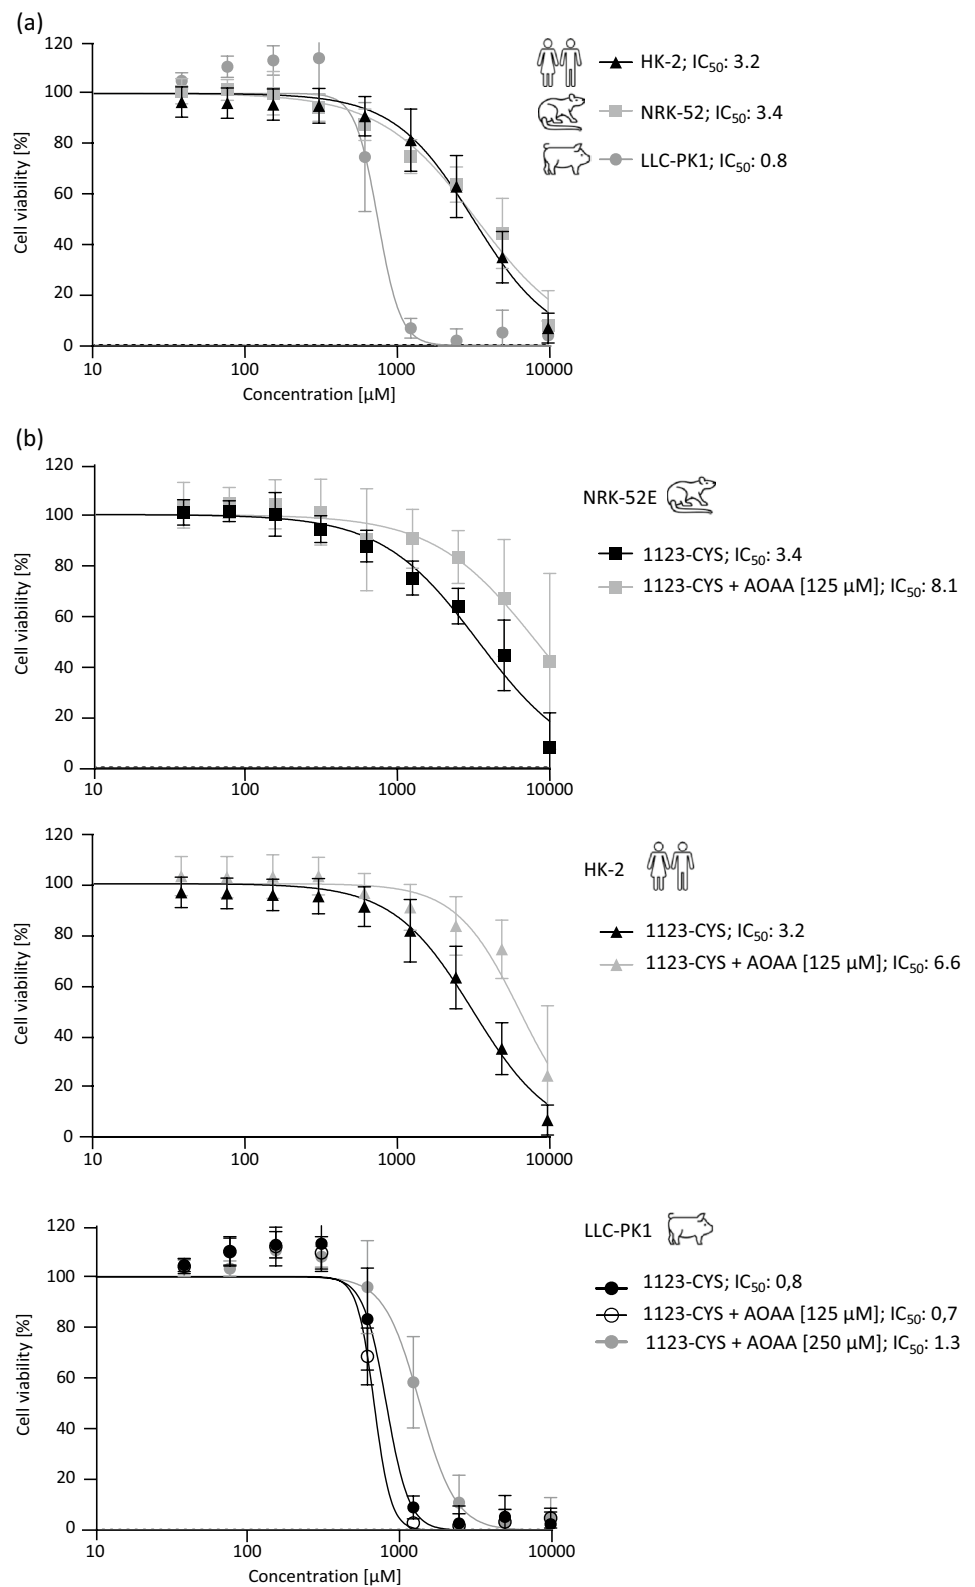 (a)
120
100
80
60
40
20
0
Cell viability [%]
10
100
1000
10000
Concentration [µM]
HK-2; IC50: 3.2
NRK-52; IC50: 3.4
LLC-PK1; IC50: 0.8
(b)
120
100
80
60
40
20
0
Cell viability [%]
10
100
1000
10000
NRK-52E
1123-CYS; IC50: 3.4
1123-CYS + AOAA [125 µM]; IC50: 8.1
120
100
80
60
40
20
0
Cell viability [%]
10
100
1000
10000
HK-2
1123-CYS; IC50: 3.2
1123-CYS + AOAA [125 µM]; IC50: 6.6
120
100
80
60
40
20
0
Cell viability [%]
10
100
1000
10000
Concentration [µM]
LLC-PK1
1123-CYS; IC50: 0,8
1123-CYS + AOAA [125 µM]; IC50: 0,7
1123-CYS + AOAA [250 µM]; IC50: 1.3